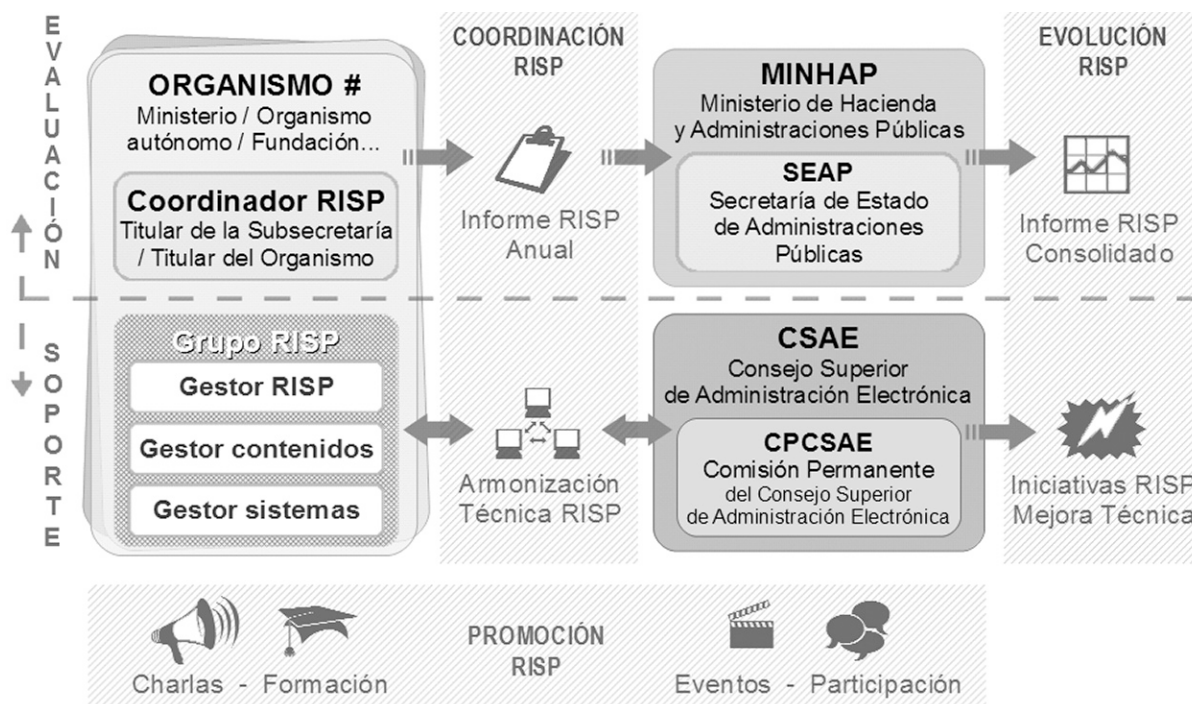 EVALUACIÓN
ORGANISMO #
Ministerio / Organismo
autónomo / Fundación...
Coordinador RISP
Titular de la Subsecretaría
/ Titular del Organismo
COORDINACIÓN
RISP
Informe RISP
Anual
MINHAP
Ministerio de Hacienda
y Administraciones Públicas
SEAP
Secretaría de Estado
de Administraciones
Públicas
EVOLUCIÓN
RISP
Informe RISP
Consolidado
SOPORTE
Grupo RISP
Gestor RISP
Gestor contenidos
Gestor sistemas
Armonización
Técnica RISP
CSAE
Consejo Superior
de Administración Electrónica
CPCSAE
Comisión Permanente
del Consejo Superior
de Administración Electrónica
Iniciativas RISP
Mejora Técnica
Charlas - Formación
PROMOCIÓN
RISP
Eventos - Participación